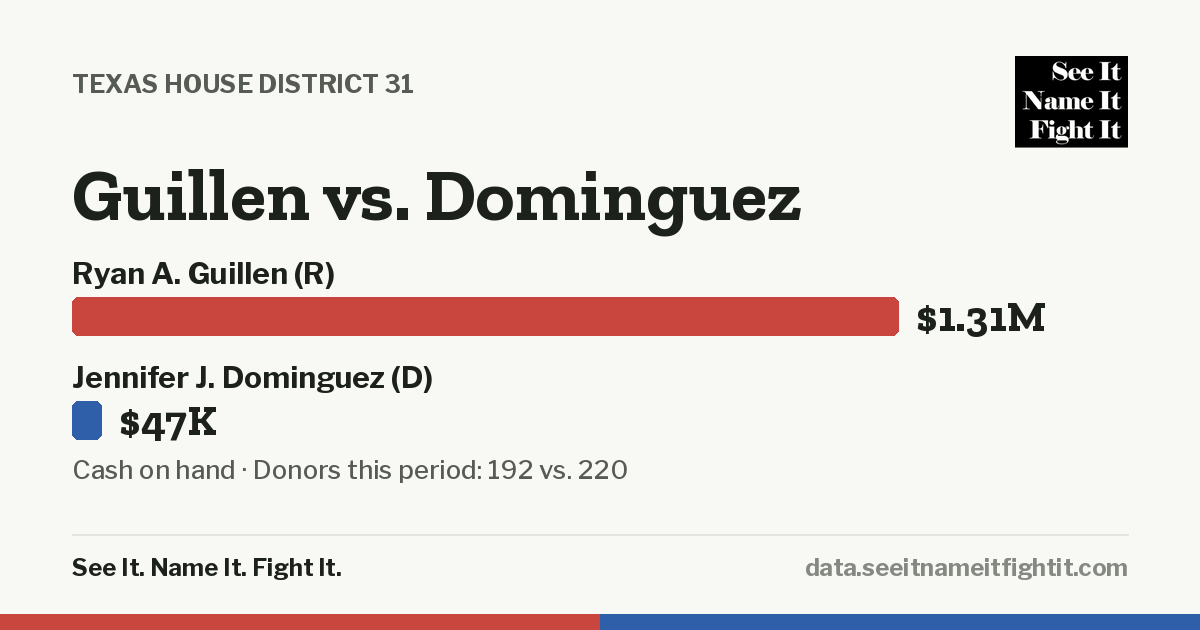 TEXAS HOUSE DISTRICT 31
See It
Name It
Fight It
Guillen vs. Dominguez
Ryan A. Guillen (R)
$1.31M
Jennifer J. Dominguez (D)
$47K
Cash on hand · Donors this period: 192 vs. 220
See It. Name It. Fight It.
data.seeitnameitfightit.com